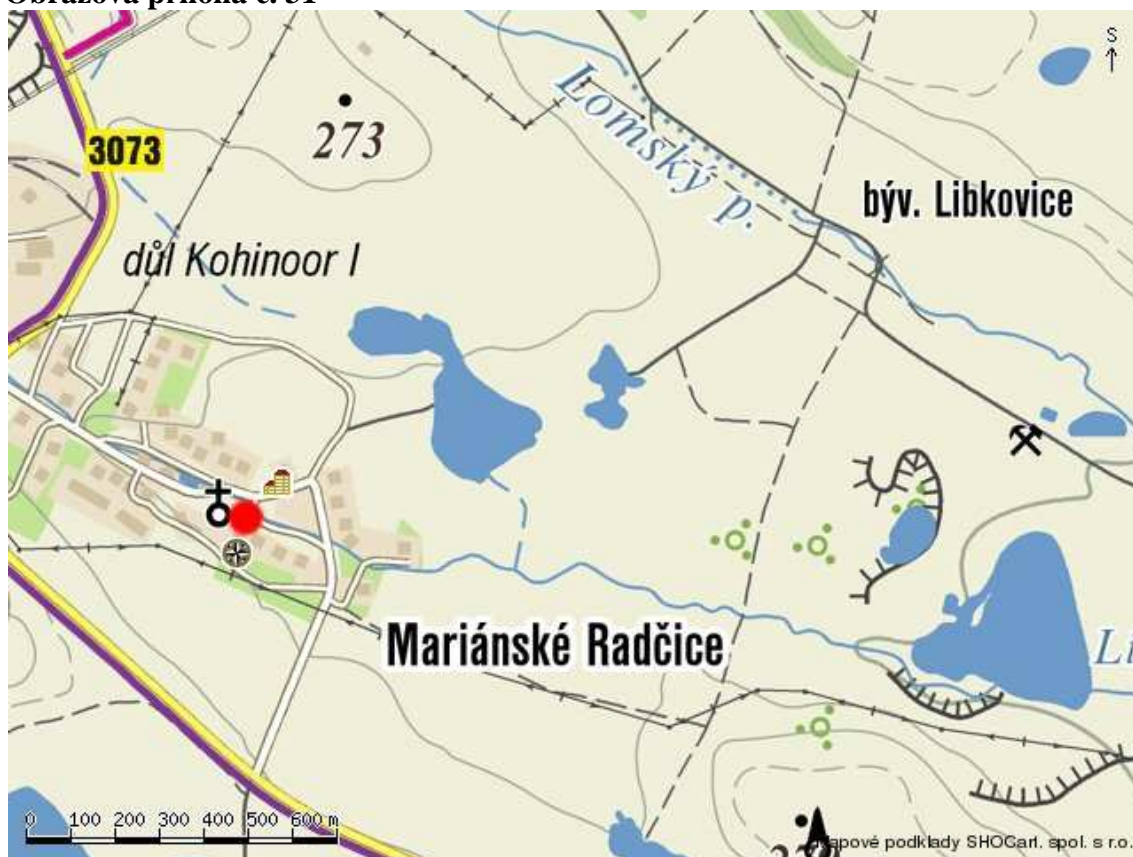 Obrazová příloha č. 31
S
Lomský p.
273
3073
býv. Libkovice
důl Kohinoor I
Mariánské Radčice
0 100 200 300 400 500 600 m
mapové podklady SHOCart. spol. s r.o.